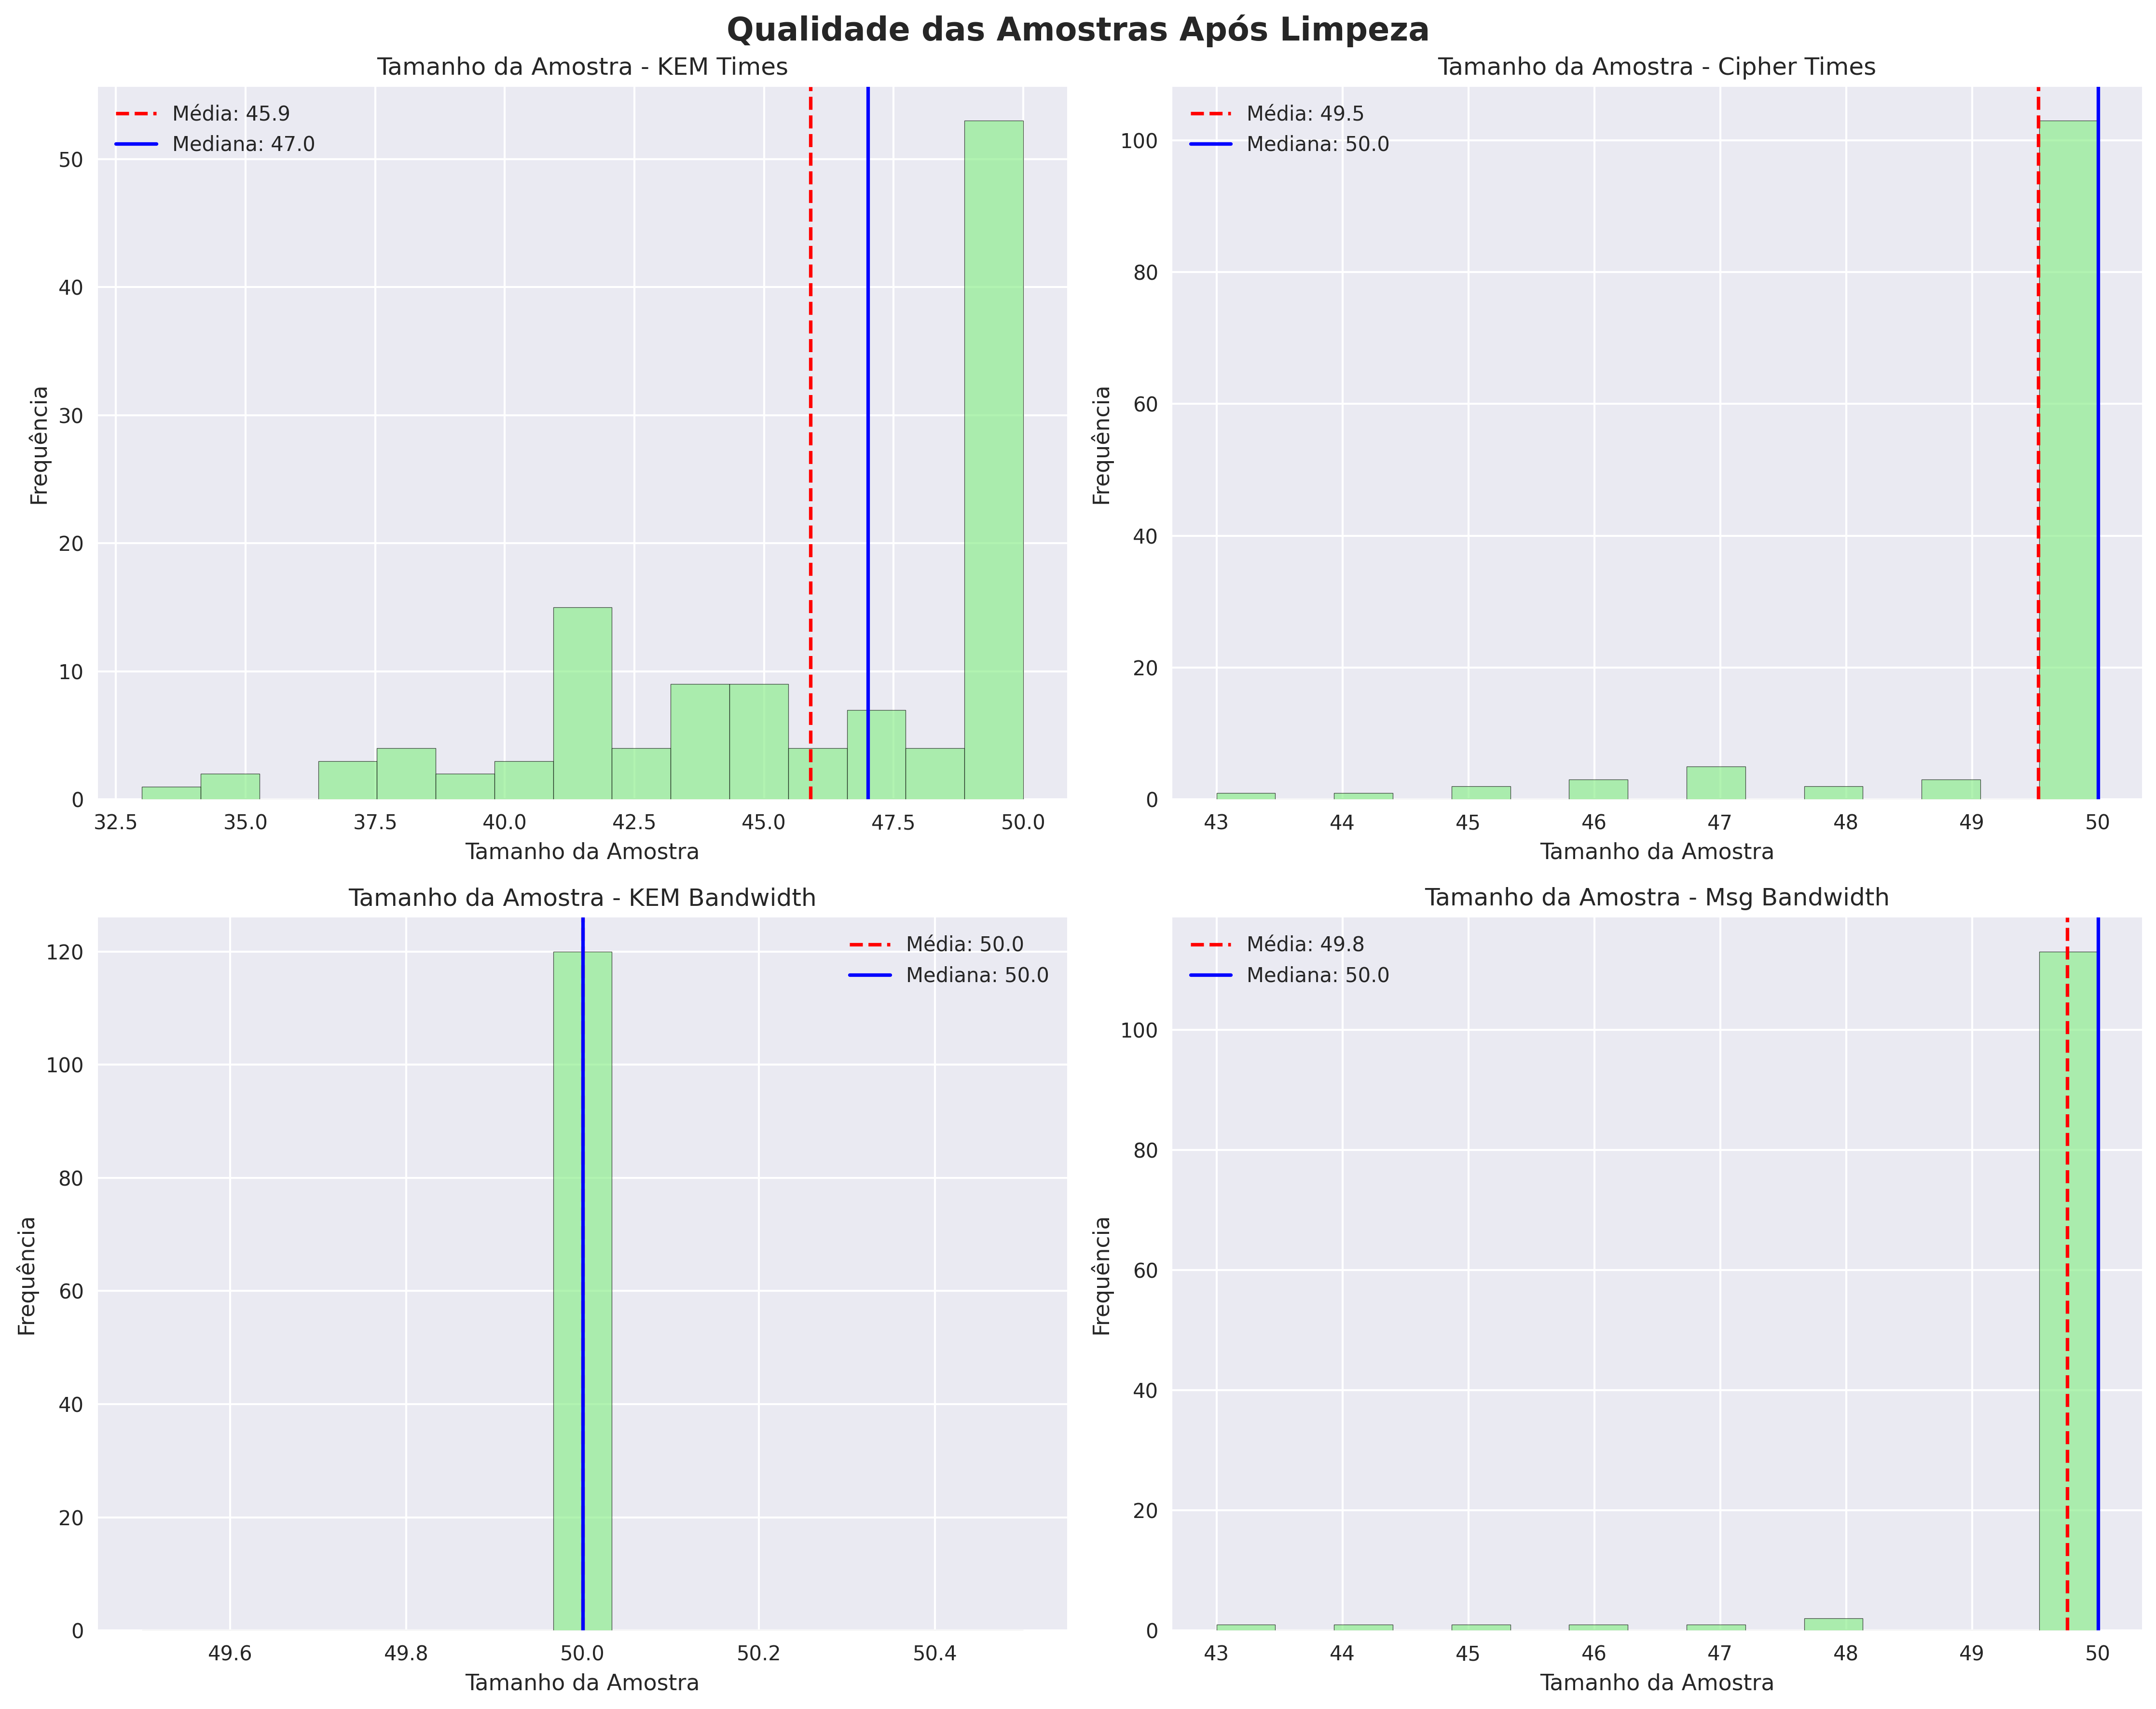 Qualidade das Amostras Após Limpeza
Tamanho da Amostra - KEM Times
Média: 45.9
Mediana: 47.0
Frequência
50
40
30
20
10
0
32.5 35.0 37.5 40.0 42.5 45.0 47.5 50.0
Tamanho da Amostra
Tamanho da Amostra - Cipher Times
Média: 49.5
Mediana: 50.0
Frequência
100
80
60
40
20
0
43 44 45 46 47 48 49 50
Tamanho da Amostra
Tamanho da Amostra - KEM Bandwidth
Média: 50.0
Mediana: 50.0
Frequência
120
100
80
60
40
20
0
49.6 49.8 50.0 50.2 50.4
Tamanho da Amostra
Tamanho da Amostra - Msg Bandwidth
Média: 49.8
Mediana: 50.0
Frequência
100
80
60
40
20
0
43 44 45 46 47 48 49 50
Tamanho da Amostra